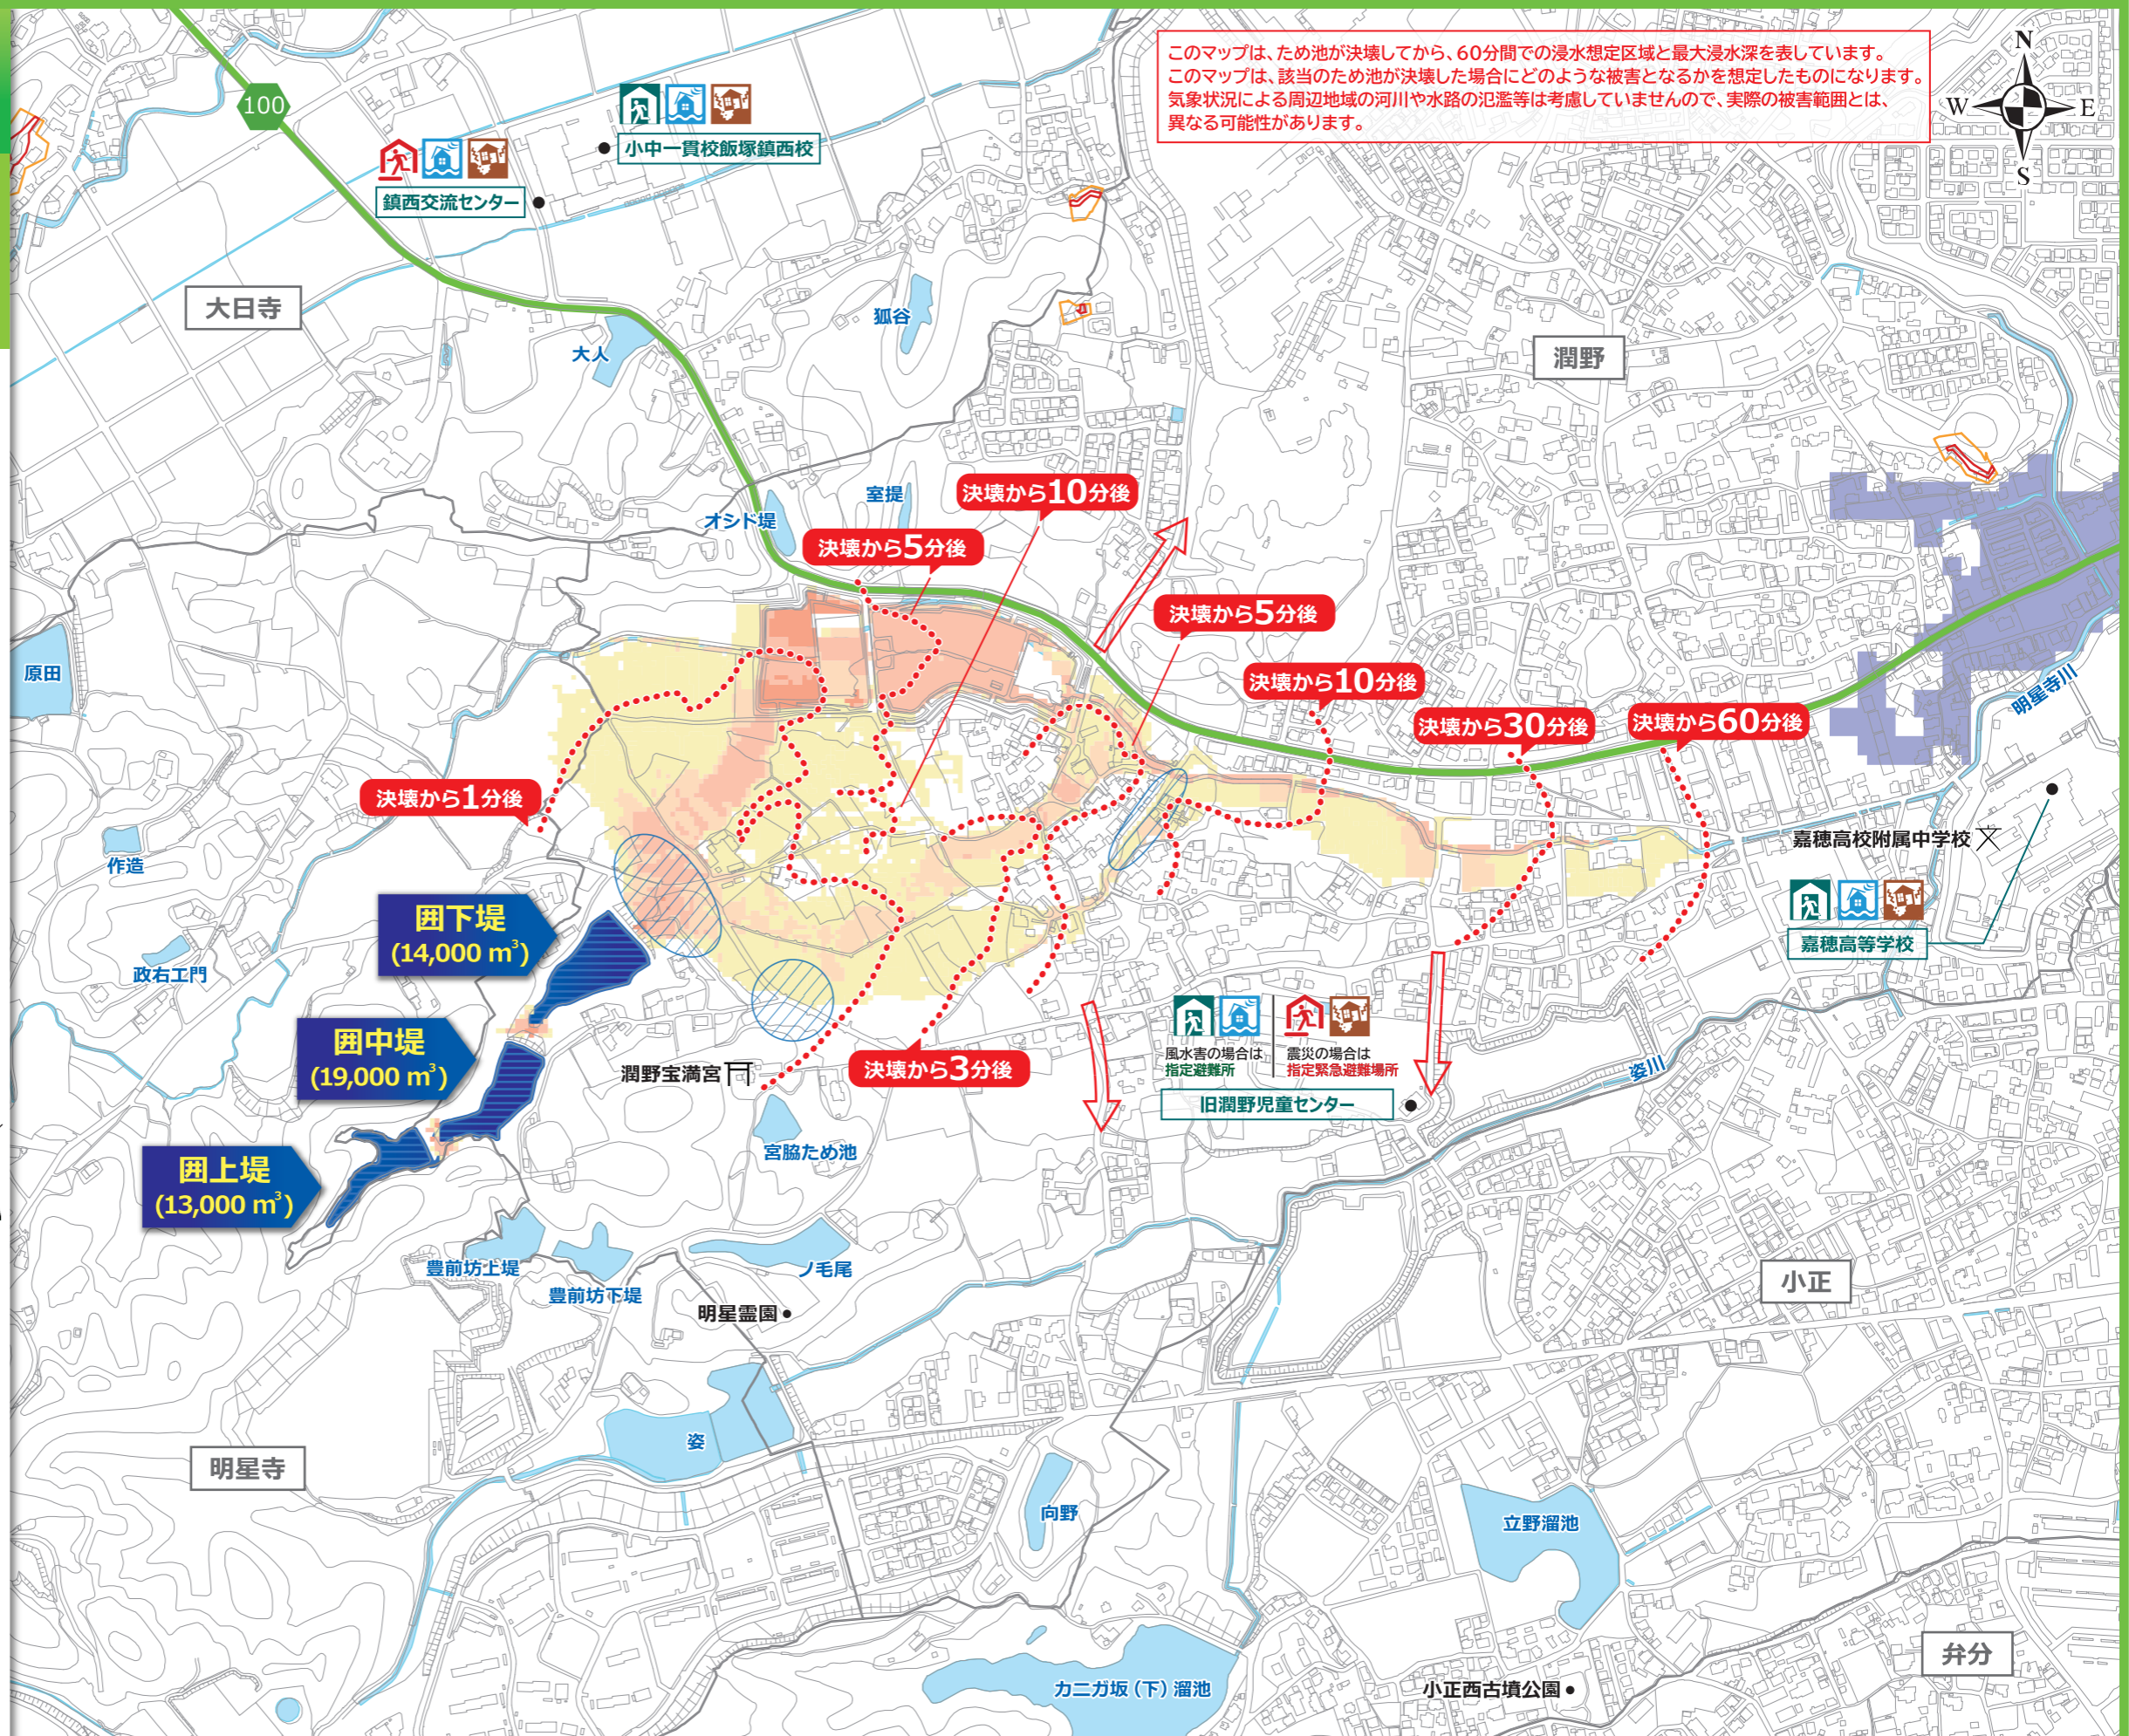 このマップは、ため池が決壊してから、60分間での浸水想定区域と最大浸水深を表しています。
このマップは、該当のため池が決壊した場合にどのような被害となるかを想定したものになります。
気象状況による周辺地域の河川や水路の氾濫等は考慮していませんので、実際の被害範囲とは、
異なる可能性があります。
N
W
E
S
100
小中一貫校飯塚鎮西校
鎮西交流センター
大日寺
大人
狐谷
潤野
室堤
オシド堤
決壊から10分後
決壊から5分後
決壊から5分後
決壊から10分後
決壊から30分後
決壊から60分後
原田
明星寺川
決壊から1分後
作造
嘉穂高校附属中学校
嘉穂高等学校
囲下堤
(14,000 m³)
政右エ門
囲中堤
(19,000 m³)
潤野宝満宮
決壊から3分後
風水害の場合は
指定避難所
震災の場合は
指定緊急避難場所
旧潤野児童センター
姿川
宮脇ため池
囲上堤
(13,000 m³)
豊前坊上堤
豊前坊下堤
ノ毛尾
明星霊園
小正
姿
明星寺
向野
立野溜池
弁分
カニガ坂（下）溜池
小正西古墳公園